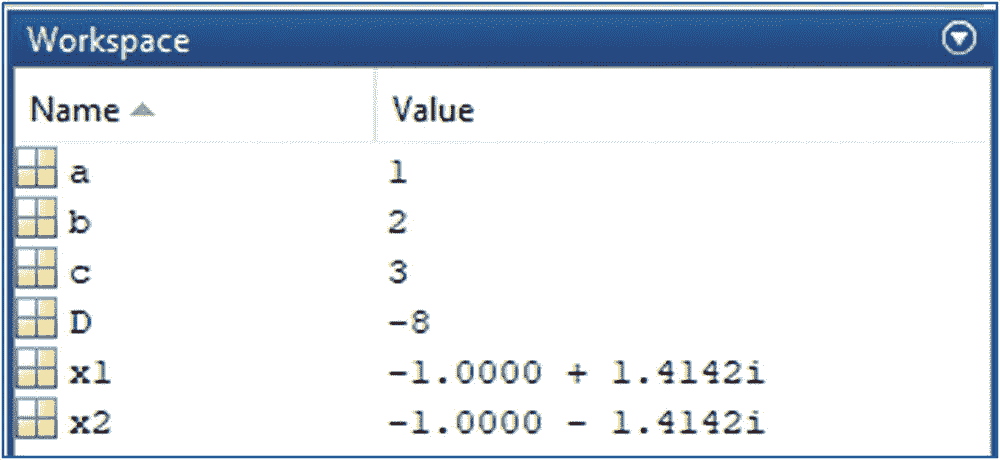 Workspace
Name Value
a 1
b 2
c 3
D -8
x1 -1.0000 + 1.4142i
x2 -1.0000 - 1.4142i